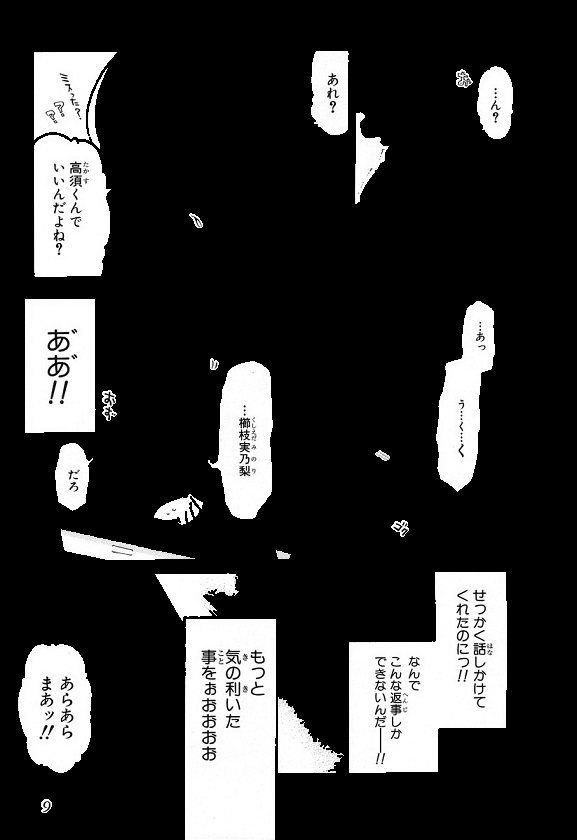 …ん?
あれ?
ミスった?
??
高須くんで
いいんだよね?
…あっ
う…く…く
…櫛枝実乃梨
あ゛あ゛!!
だろ
せっかく話しかけて
くれたのにっ!!
なんで
こんな返事しか
できないんだ――!!
もっと
気の利いた
事をぉおおおお
あらあら
まあッ!!
9